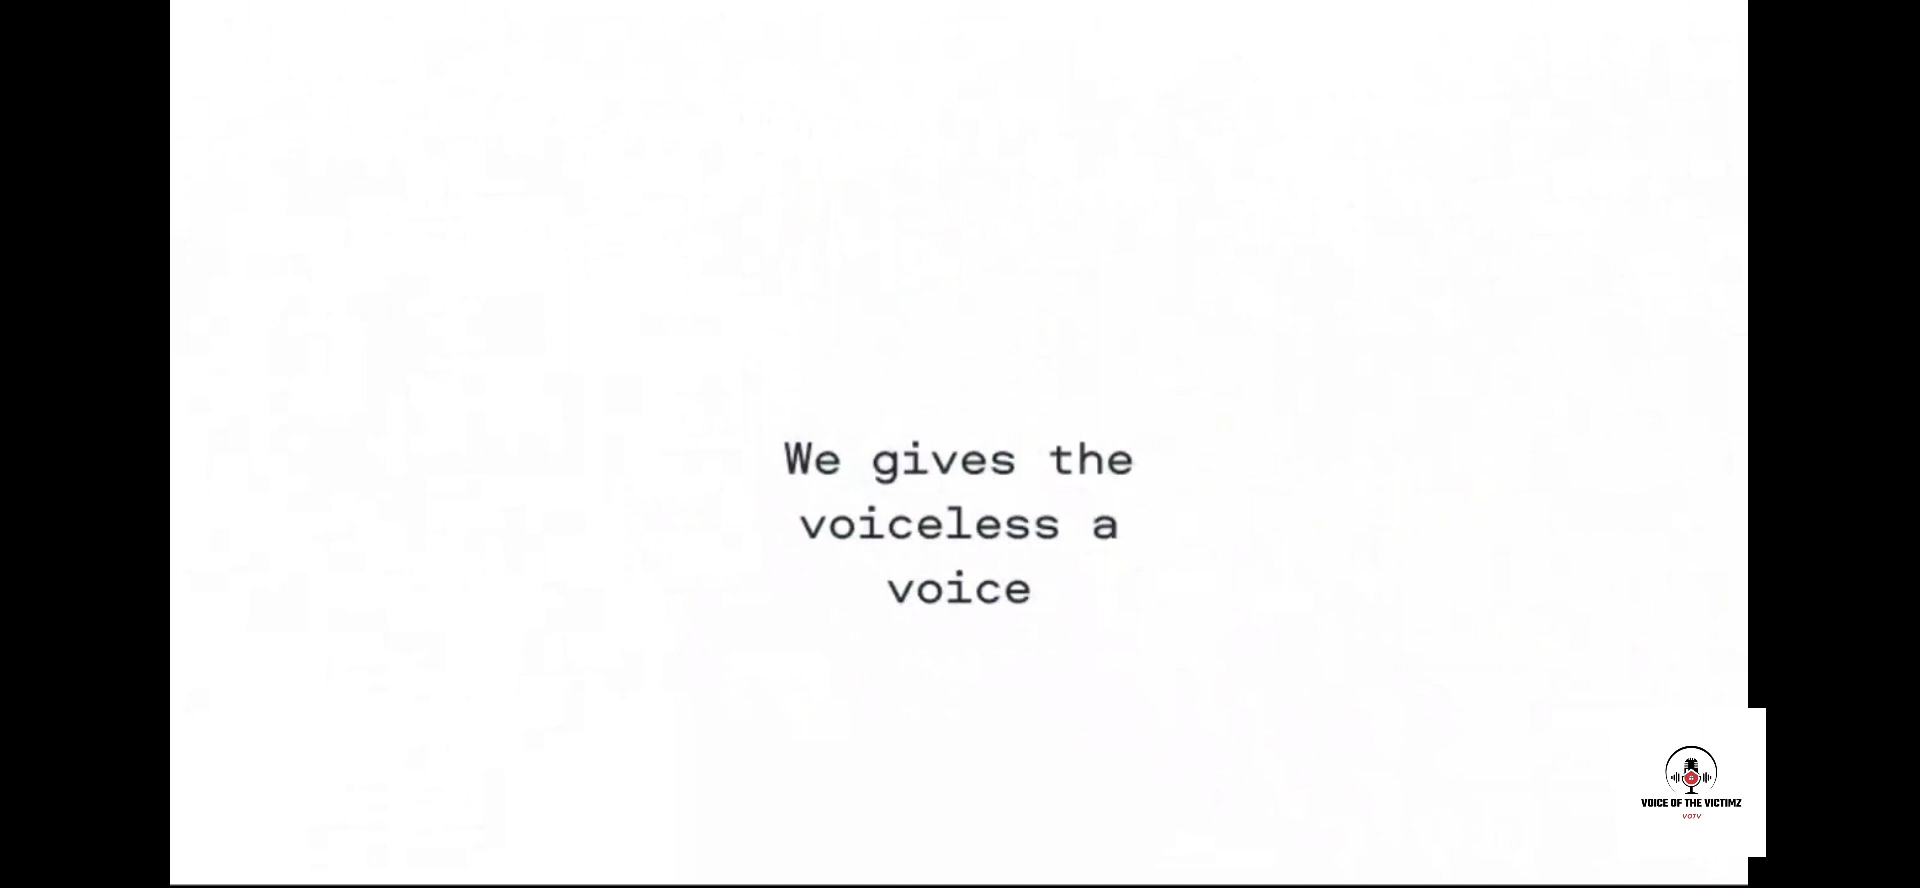 We gives the
voiceless a
voice
VOICE OF THE VICTIMZ
VOTV